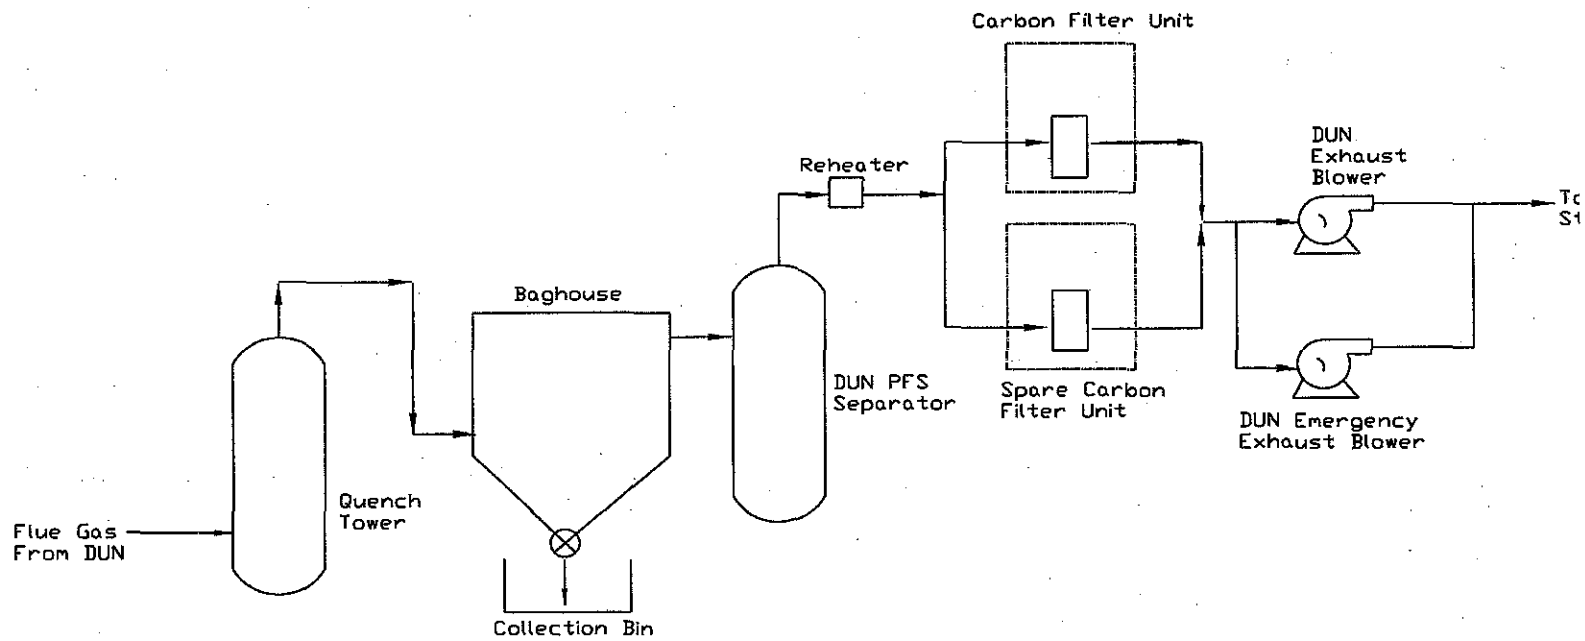 Carbon Filter Unit
DUN
Exhaust
Blower
Reheater
Baghouse
DUN PFS
Separator
Spare Carbon
Filter Unit
DUN Emergency
Exhaust Blower
Quench
Tower
Flue Gas
From DUN
Collection Bin